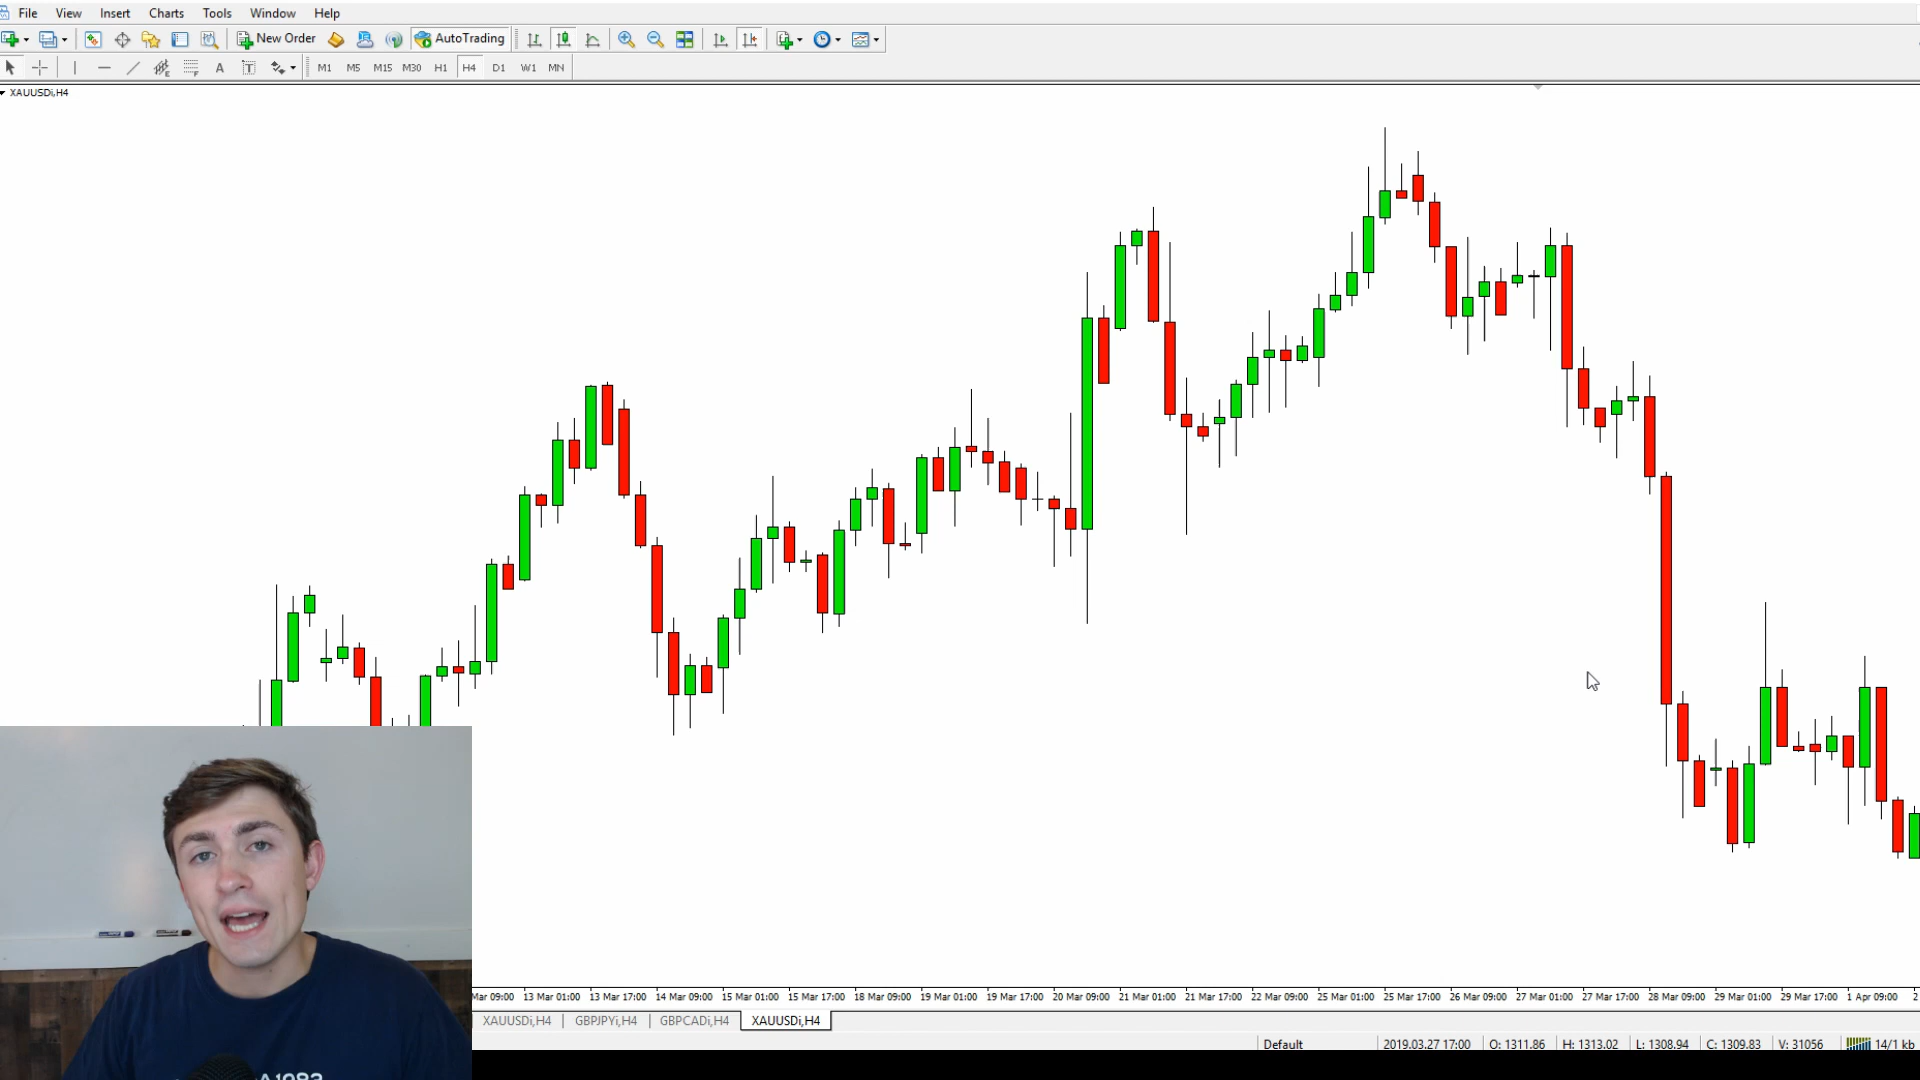 File View Insert Charts Tools Window Help
New Order AutoTrading
A T M1 M5 M15 M30 H1 H4 D1 W1 MN
XAUUSDi,H4
Mar 09:00 13 Mar 01:00 13 Mar 17:00 14 Mar 09:00 15 Mar 01:00 15 Mar 17:00 18 Mar 09:00 19 Mar 01:00 19 Mar 17:00 20 Mar 09:00 21 Mar 01:00 21 Mar 17:00 22 Mar 09:00 25 Mar 01:00 25 Mar 17:00 26 Mar 09:00 27 Mar 01:00 27 Mar 17:00 28 Mar 09:00 29 Mar 01:00 29 Mar 17:00 1 Apr 09:00 2
XAUUSDi,H4 GBPJPYi,H4 GBPCADi,H4 XAUUSDi,H4
Default 2019.03.27 17:00 O: 1311.86 H: 1313.02 L: 1308.94 C: 1309.83 V: 31056 14/1 kb